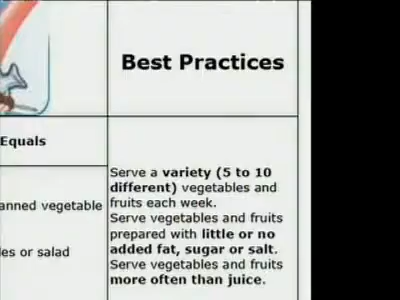 Best Practices
Equals
Serve a variety (5 to 10
different) vegetables and
fruits each week.
Serve vegetables and fruits
prepared with little or no
added fat, sugar or salt.
Serve vegetables and fruits
more often than juice.
vegetable
or salad